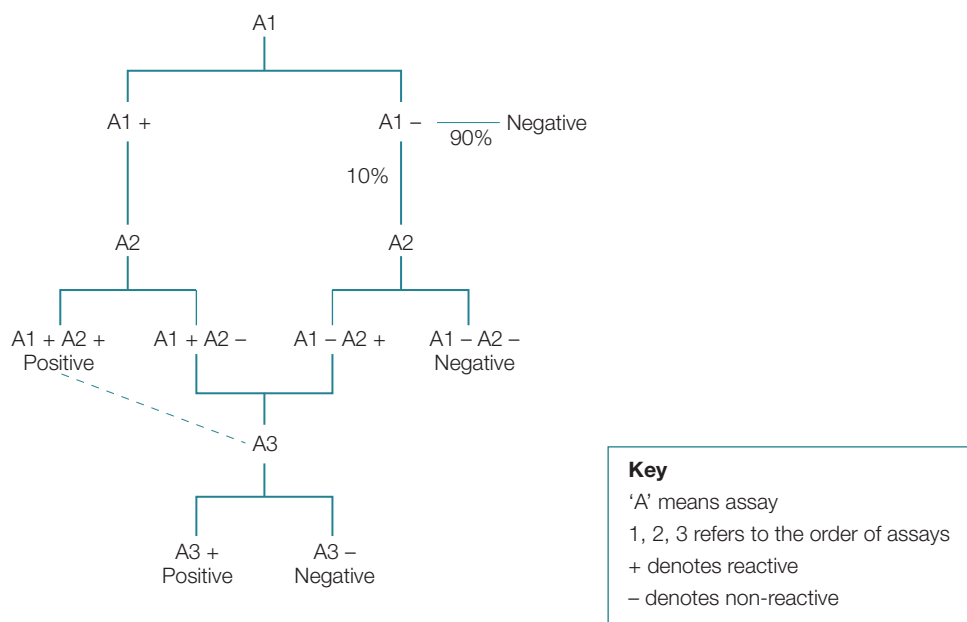 A1
A1 +
A1 –
90%
Negative
10%
A2
A2
A1 + A2 +
Positive
A1 + A2 –
A1 – A2 +
A1 – A2 –
Negative
A3
A3 +
Positive
A3 –
Negative
Key
‘A’ means assay
1, 2, 3 refers to the order of assays
+ denotes reactive
– denotes non-reactive